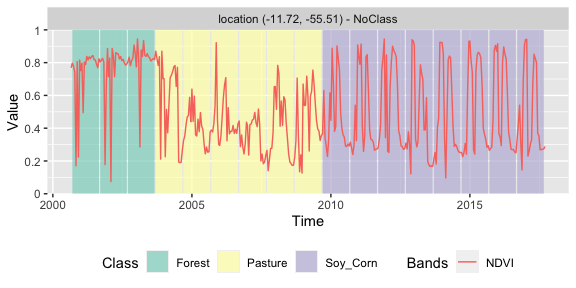 location (-11.72, -55.51) - NoClass
1
0.8
0.6
0.4
0.2
0
Value
2000 2005 2010 2015
Time
Class Forest Pasture Soy_Corn Bands NDVI